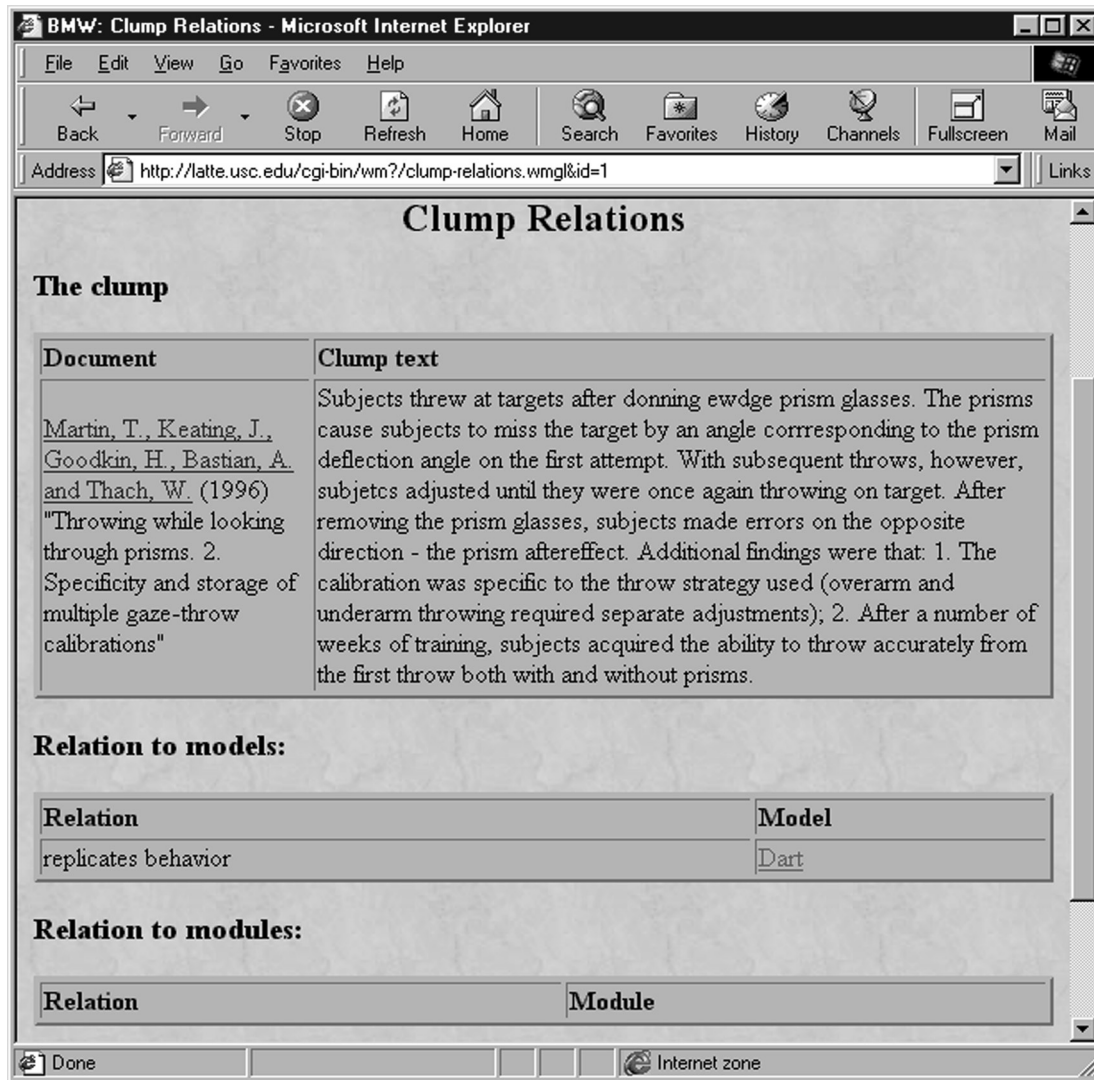 BMW: Clump Relations - Microsoft Internet Explorer
File Edit View Go Favorites Help
Back Forward Stop Refresh Home Search Favorites History Channels Fullscreen Mail
Address http://latte.usc.edu/cgi-bin/wm?/clump-relations.wmgl&id=1 Links
Clump Relations
The clump
Document Clump text
Martin, T., Keating, J.,
Goodkin, H., Bastian, A.
and Thach, W. (1996)
"Throwing while looking
through prisms. 2.
Specificity and storage of
multiple gaze-throw
calibrations"
Subjects threw at targets after donning ewdge prism glasses. The prisms
cause subjects to miss the target by an angle corrresponding to the prism
deflection angle on the first attempt. With subsequent throws, however,
subjetcs adjusted until they were once again throwing on target. After
removing the prism glasses, subjects made errors on the opposite
direction - the prism aftereffect. Additional findings were that: 1. The
calibration was specific to the throw strategy used (overarm and
underarm throwing required separate adjustments); 2. After a number of
weeks of training, subjects acquired the ability to throw accurately from
the first throw both with and without prisms.
Relation to models:
Relation Model
replicates behavior Dart
Relation to modules:
Relation Module
Done Internet zone